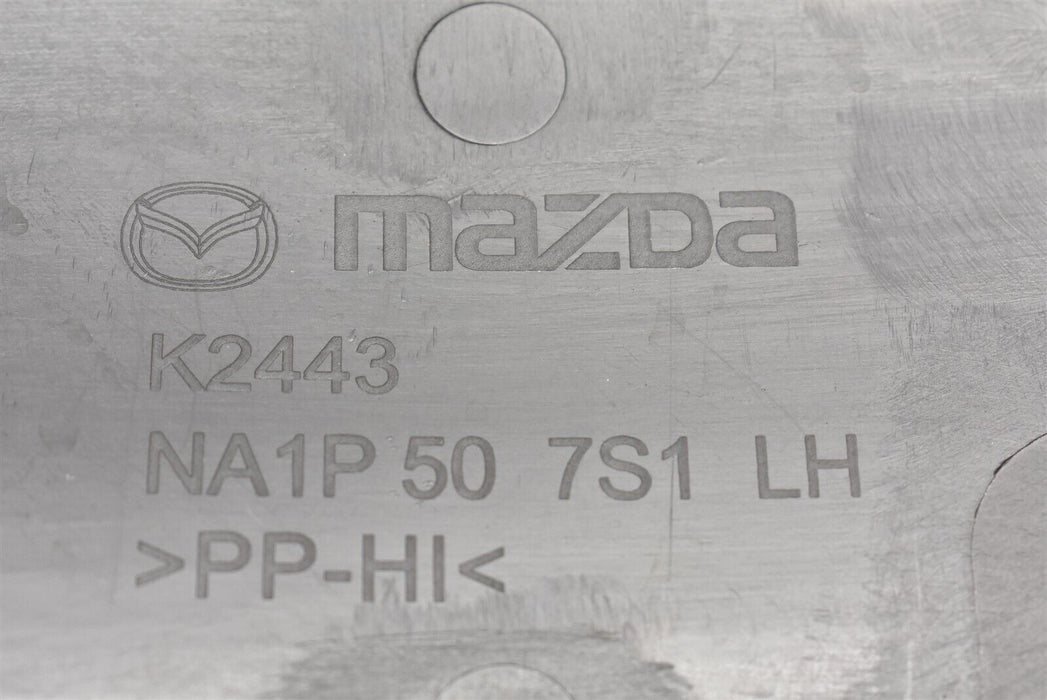 mazda
K2443
NA1P 50 7S1 LH
>PP-HI<